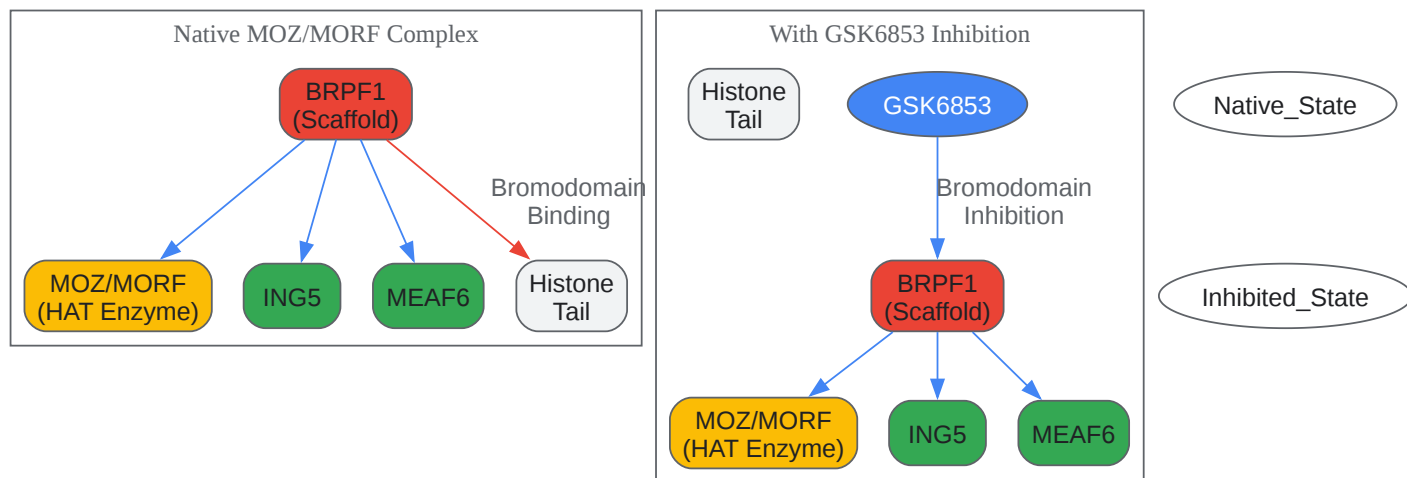 Native MOZ/MORF Complex
BRPF1
(Scaffold)
Bromodomain
Binding
MOZ/MORF
(HAT Enzyme)
ING5
MEAF6
Histone
Tail
With GSK6853 Inhibition
Histone
Tail
GSK6853
Bromodomain
Inhibition
BRPF1
(Scaffold)
MOZ/MORF
(HAT Enzyme)
ING5
MEAF6
Native_State
Inhibited_State